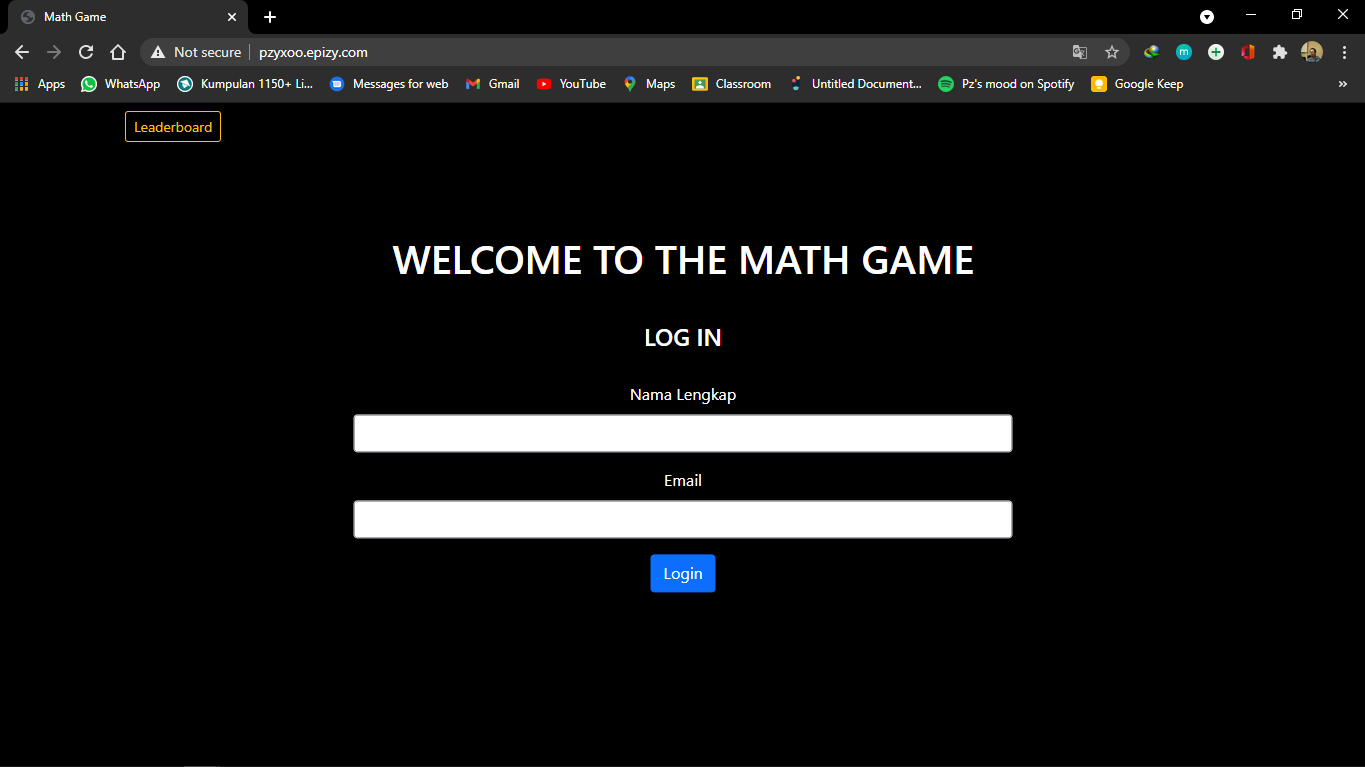 Math Game
Not secure pzyxoo.epizy.com
Apps WhatsApp Kumpulan 1150+ Li... Messages for web Gmail YouTube Maps Classroom Untitled Document... Pz's mood on Spotify Google Keep »
Leaderboard
WELCOME TO THE MATH GAME
LOG IN
Nama Lengkap
Email
Login